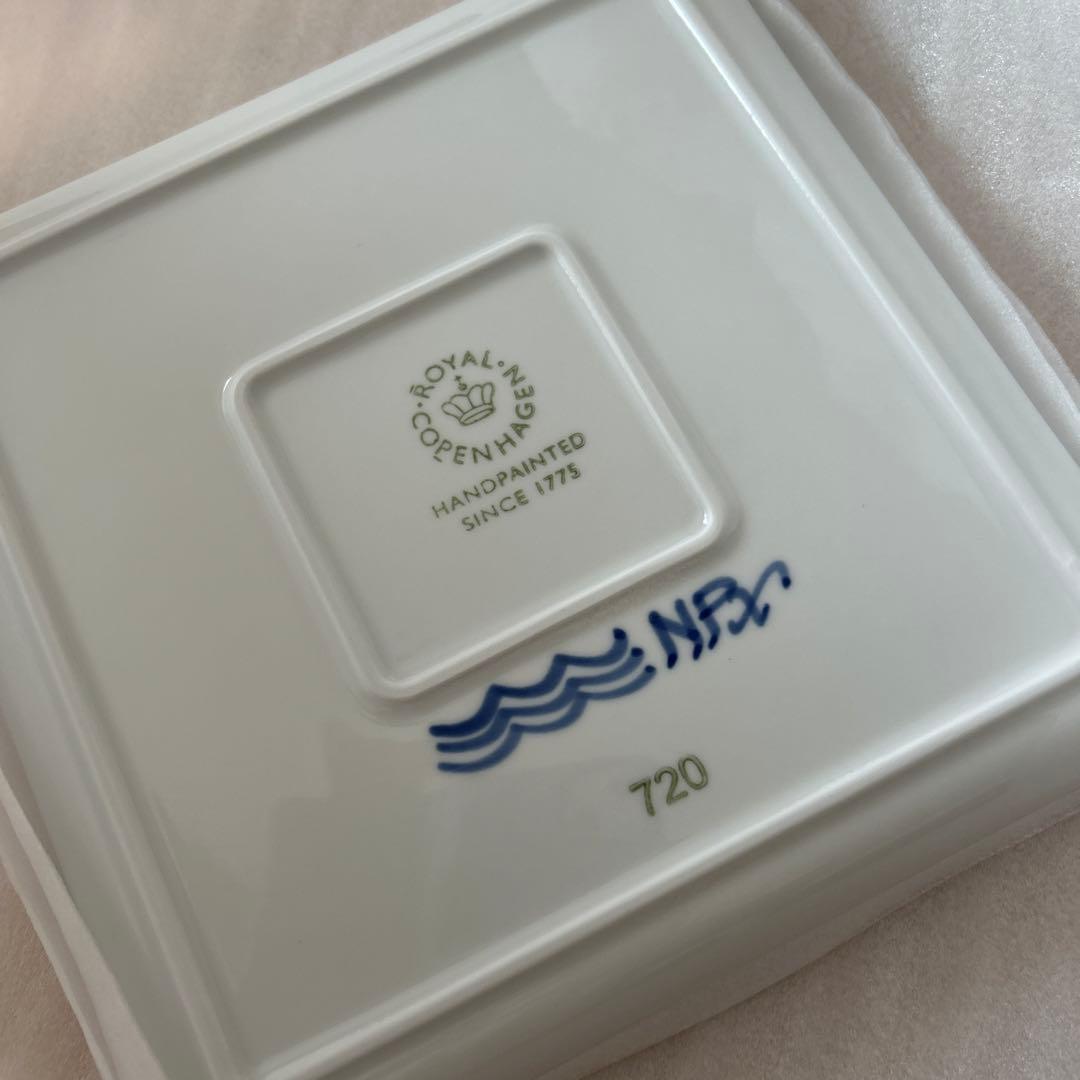 ROYAL
COPENHAGEN
HANDPAINTED
SINCE 1775
720